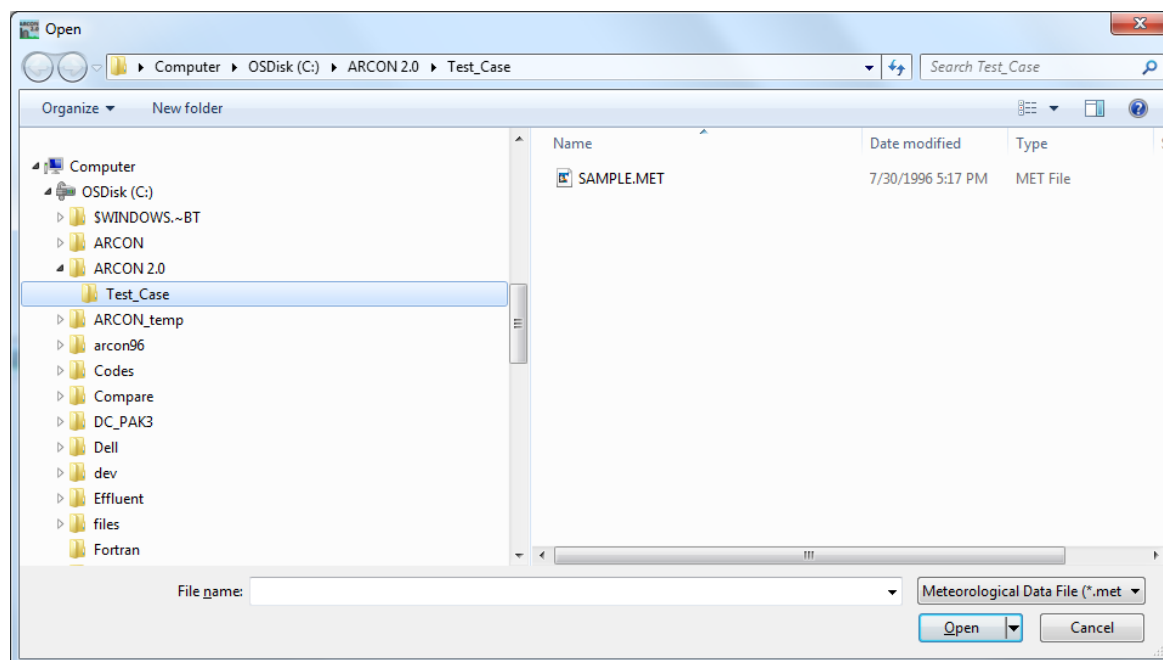 Open
Computer OSDisk (C:) ARCON 2.0 Test_Case
Search Test_Case
Organize New folder
Name Date modified Type
SAMPLE.MET 7/30/1996 5:17 PM MET File
Computer
OSDisk (C:)
$WINDOWS.~BT
ARCON
ARCON 2.0
Test_Case
ARCON_temp
arcon96
Codes
Compare
DC_PAK3
Dell
dev
Effluent
files
Fortran
File name: Meteorological Data File (*.met
Open Cancel